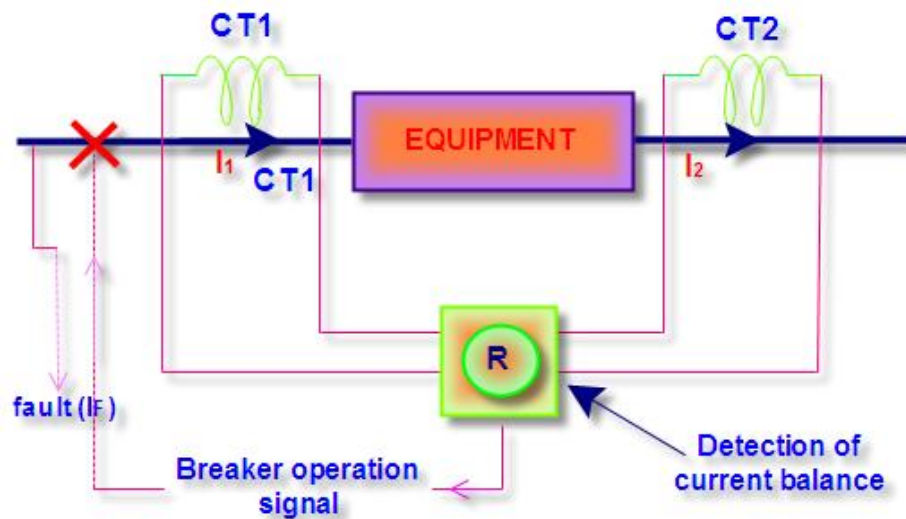 CT1
CT2
EQUIPMENT
I1
CT1
I2
R
fault (IF)
Breaker operation
signal
Detection of
current balance